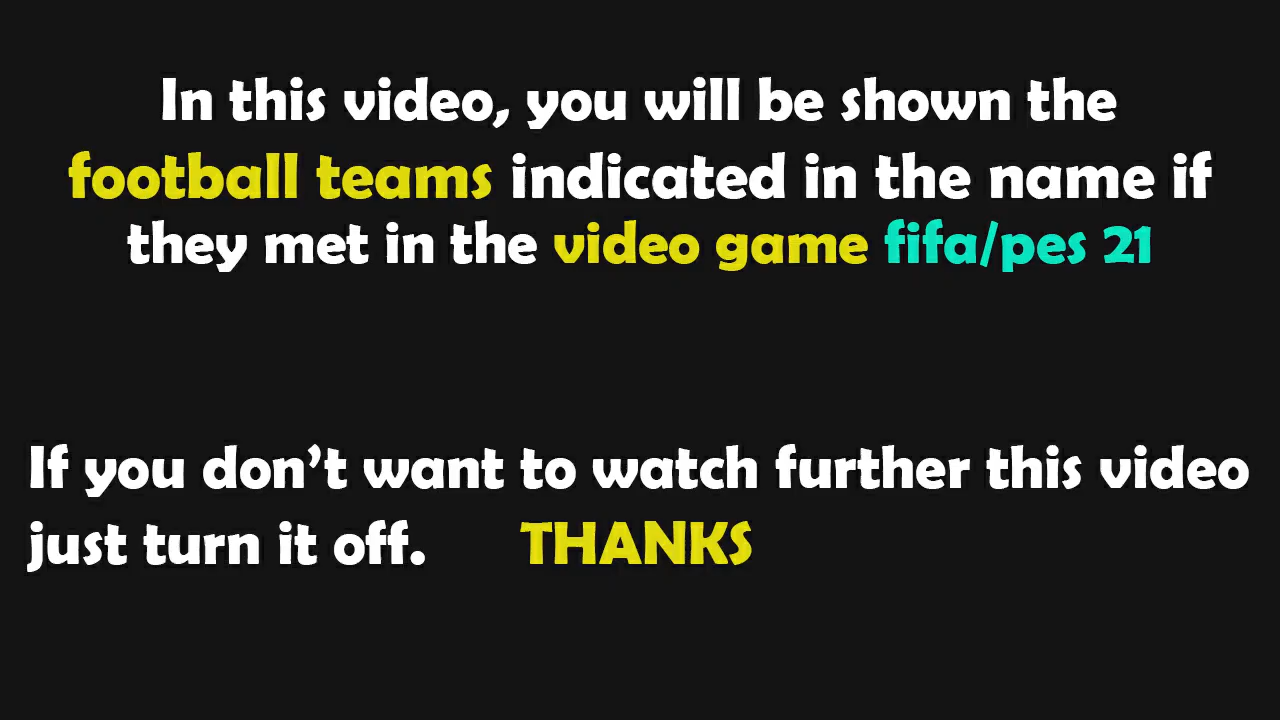 In this video, you will be shown the
football teams indicated in the name if
they met in the video game fifa/pes 21
If you don't want to watch further this video
just turn it off. THANKS